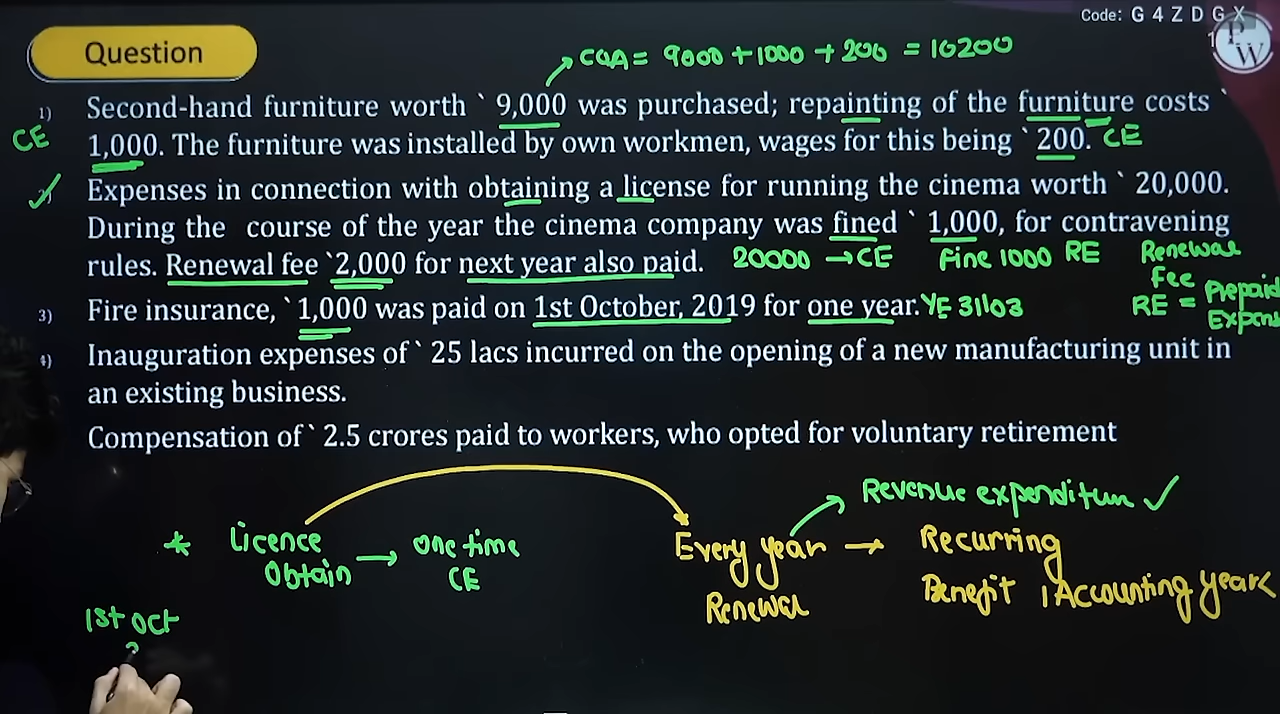 Code: G 4 Z D G X
Question
PW
COA = 9000 + 1000 + 200 = 10200
1) Second-hand furniture worth ` 9,000 was purchased; repainting of the furniture costs `
CE
1,000. The furniture was installed by own workmen, wages for this being ` 200. CE
Expenses in connection with obtaining a license for running the cinema worth ` 20,000.
During the course of the year the cinema company was fined ` 1,000, for contravening
rules. Renewal fee `2,000 for next year also paid. 20000 → CE Fine 1000 RE Renewal
Fee
RE = Prepaid
3) Fire insurance, ` 1,000 was paid on 1st October, 2019 for one year. YE 31103
4) Inauguration expenses of ` 25 lacs incurred on the opening of a new manufacturing unit in
an existing business.
Compensation of ` 2.5 crores paid to workers, who opted for voluntary retirement
Revenue expenditure ✓
* Licence → one time Every year → Recurring
Obtain CE Renewal Benefit 1 Accounting year
1st Oct